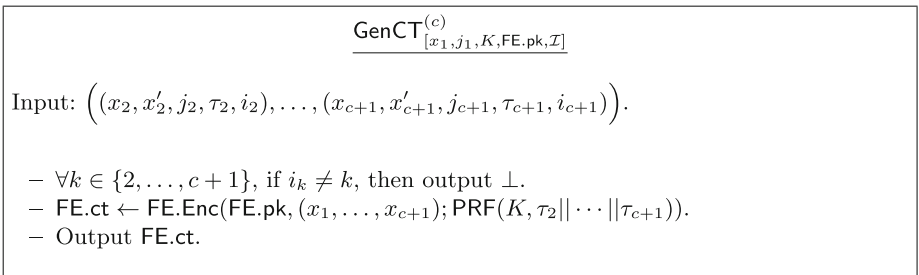 GenCT^{(c)}_{[x_1,j_1,K,FE.pk,\mathcal{I}]}
Input: ((x_2, x'_2, j_2, τ_2, i_2), …, (x_{c+1}, x'_{c+1}, j_{c+1}, τ_{c+1}, i_{c+1})).
– ∀k ∈ {2, …, c + 1}, if i_k ≠ k, then output ⊥.
– FE.ct ← FE.Enc(FE.pk, (x_1, …, x_{c+1}); PRF(K, τ_2|| ⋯ ||τ_{c+1})).
– Output FE.ct.